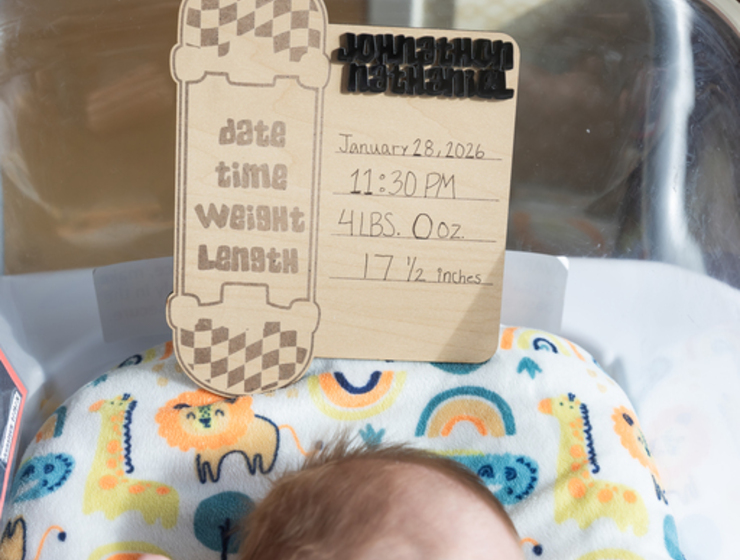 Johnathon
nathaniel
date January 28, 2026
time 11:30 PM
Weight 4 LBS. 0 oz.
Length 17 1/2 inches